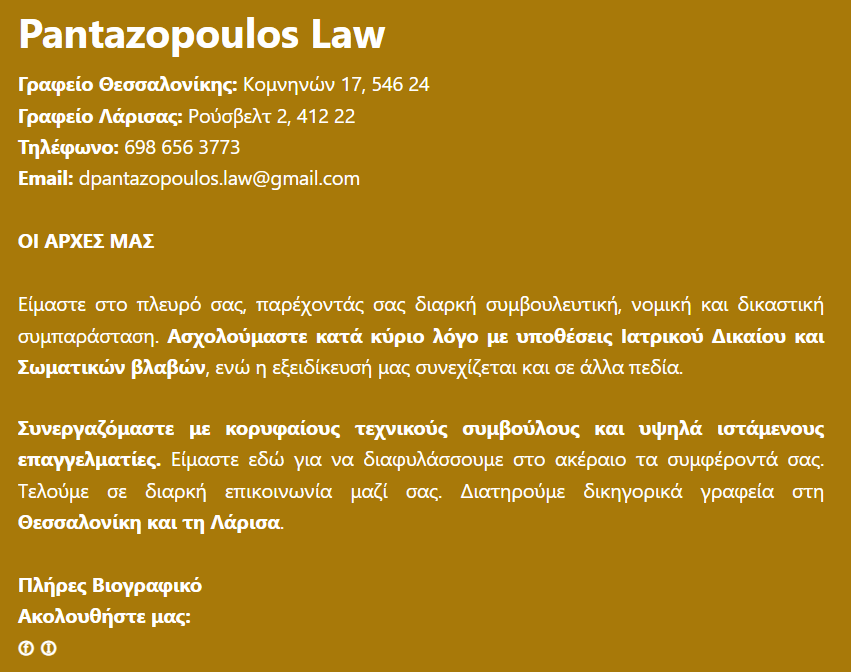 Pantazopoulos Law
Γραφείο Θεσσαλονίκης: Κομνηνών 17, 546 24
Γραφείο Λάρισας: Ρούσβελτ 2, 412 22
Τηλέφωνο: 698 656 3773
Email: dpantazopoulos.law@gmail.com
ΟΙ ΑΡΧΕΣ ΜΑΣ
Είμαστε στο πλευρό σας, παρέχοντάς σας διαρκή συμβουλευτική, νομική και δικαστική
συμπαράσταση. Ασχολούμαστε κατά κύριο λόγο με υποθέσεις Ιατρικού Δικαίου και
Σωματικών βλαβών, ενώ η εξειδίκευσή μας συνεχίζεται και σε άλλα πεδία.
Συνεργαζόμαστε με κορυφαίους τεχνικούς συμβούλους και υψηλά ιστάμενους
επαγγελματίες. Είμαστε εδώ για να διαφυλάσσουμε στο ακέραιο τα συμφέροντά σας.
Τελούμε σε διαρκή επικοινωνία μαζί σας. Διατηρούμε δικηγορικά γραφεία στη
Θεσσαλονίκη και τη Λάρισα.
Πλήρες Βιογραφικό
Ακολουθήστε μας:
ⓕ ⓘ